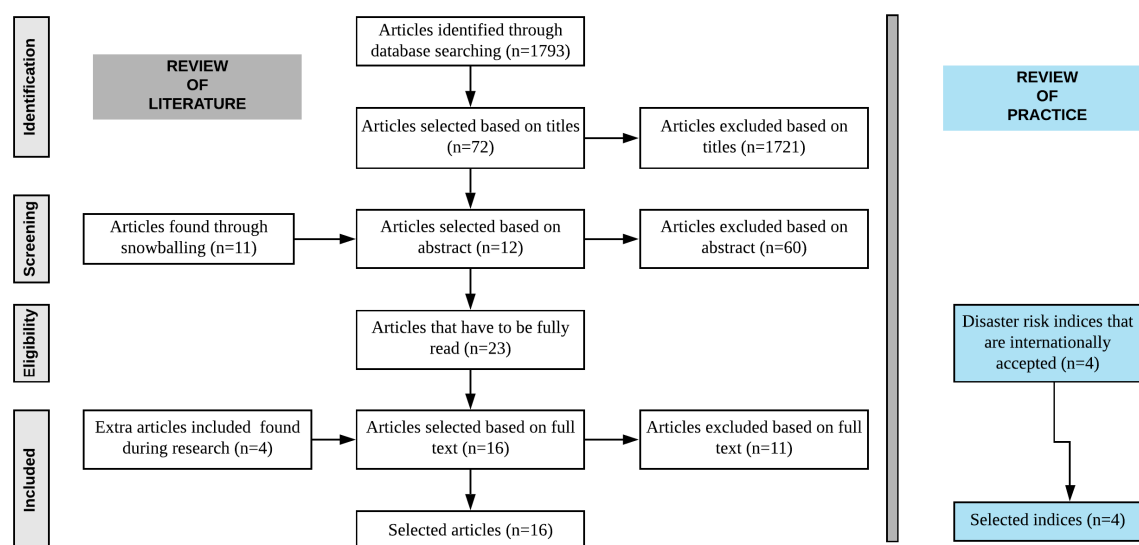 Identification
REVIEW
OF
LITERATURE
Articles identified through
database searching (n=1793)
Articles selected based on titles
(n=72)
Articles excluded based on
titles (n=1721)
REVIEW
OF
PRACTICE
Screening
Articles found through
snowballing (n=11)
Articles selected based on
abstract (n=12)
Articles excluded based on
abstract (n=60)
Eligibility
Articles that have to be fully
read (n=23)
Disaster risk indices that
are internationally
accepted (n=4)
Included
Extra articles included found
during research (n=4)
Articles selected based on full
text (n=16)
Articles excluded based on full
text (n=11)
Selected articles (n=16)
Selected indices (n=4)